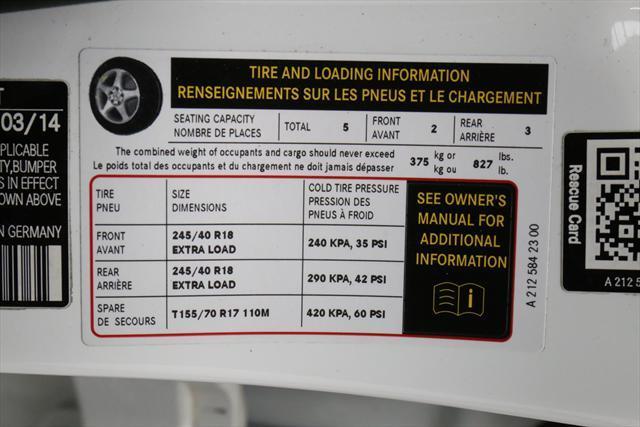 TIRE AND LOADING INFORMATION
RENSEIGNEMENTS SUR LES PNEUS ET LE CHARGEMENT
SEATING CAPACITY
NOMBRE DE PLACES
TOTAL 5
FRONT
AVANT
2
REAR
ARRIÈRE
3
The combined weight of occupants and cargo should never exceed
Le poids total des occupants et du chargement ne doit jamais dépasser
375 kg or
kg ou
827 lbs.
lb.
TIRE
PNEU
SIZE
DIMENSIONS
COLD TIRE PRESSURE
PRESSION DES
PNEUS À FROID
FRONT
AVANT
245/40 R18
EXTRA LOAD
240 KPA, 35 PSI
REAR
ARRIÈRE
245/40 R18
EXTRA LOAD
290 KPA, 42 PSI
SPARE
DE SECOURS
T155/70 R17 110M
420 KPA, 60 PSI
SEE OWNER'S
MANUAL FOR
ADDITIONAL
INFORMATION
i
A 212 584 23 00
T
03/14
PLICABLE
TY,BUMPER
S IN EFFECT
OWN ABOVE
N GERMANY
Rescue Card
A 212 5